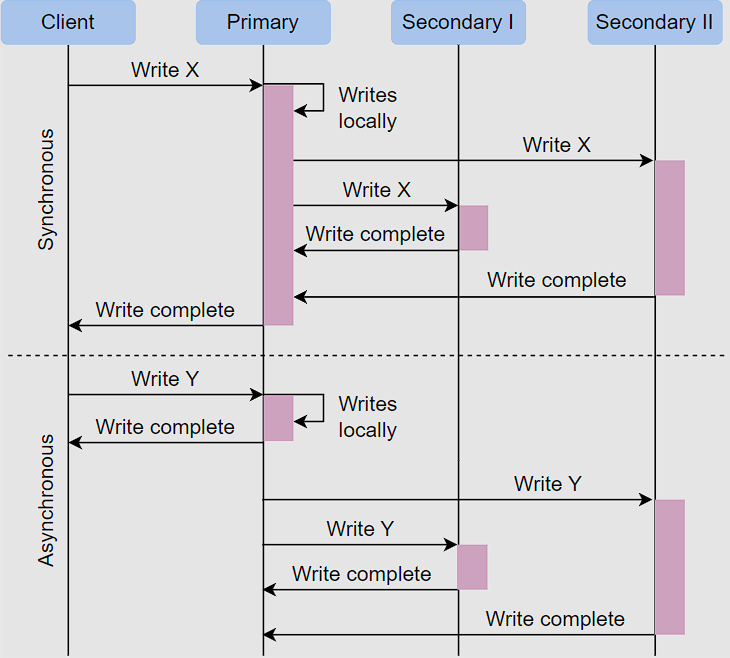 Client
Primary
Secondary I
Secondary II
Synchronous
Write X
Writes
locally
Write X
Write X
Write complete
Write complete
Write complete
Asynchronous
Write Y
Writes
locally
Write complete
Write Y
Write Y
Write complete
Write complete